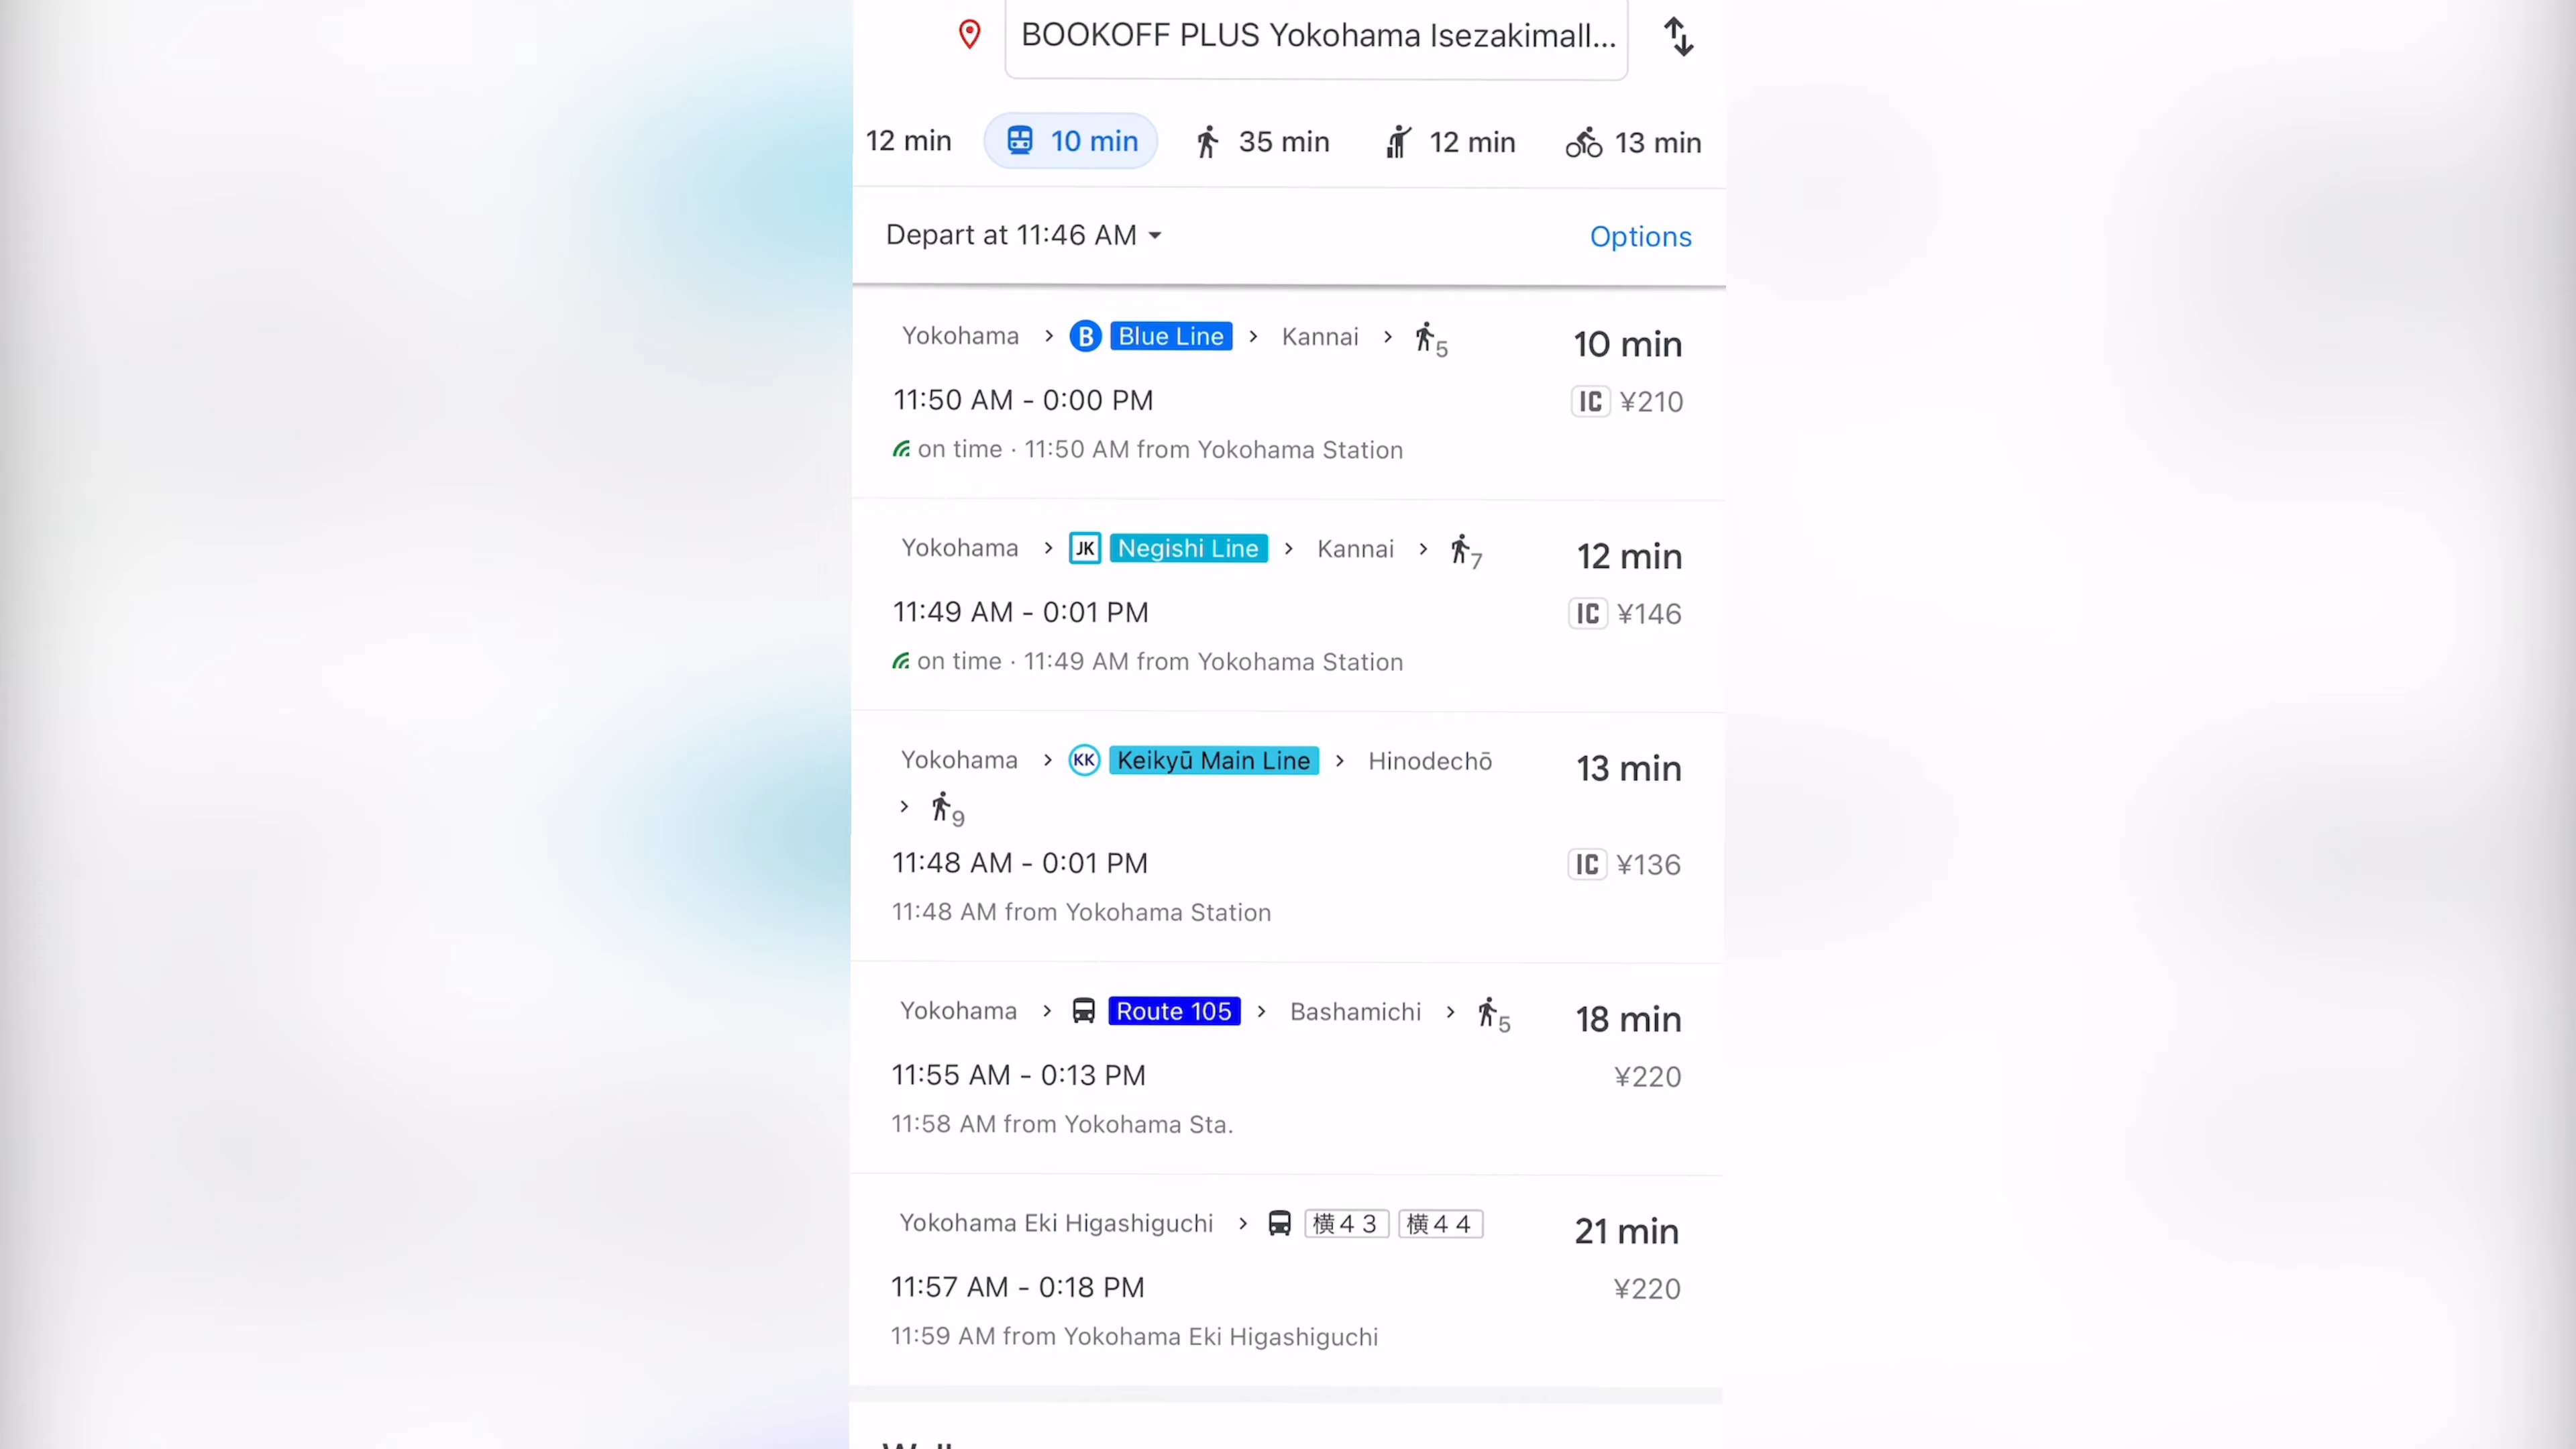 BOOKOFF PLUS Yokohama Isezakimall...
12 min 10 min 35 min 12 min 13 min
Depart at 11:46 AM Options
Yokohama > B Blue Line > Kannai > 5 10 min
11:50 AM - 0:00 PM IC ¥210
on time · 11:50 AM from Yokohama Station
Yokohama > JK Negishi Line > Kannai > 7 12 min
11:49 AM - 0:01 PM IC ¥146
on time · 11:49 AM from Yokohama Station
Yokohama > KK Keikyū Main Line > Hinodechō 13 min
> 9
11:48 AM - 0:01 PM IC ¥136
11:48 AM from Yokohama Station
Yokohama > Route 105 > Bashamichi > 5 18 min
11:55 AM - 0:13 PM ¥220
11:58 AM from Yokohama Sta.
Yokohama Eki Higashiguchi > 横43 横44 21 min
11:57 AM - 0:18 PM ¥220
11:59 AM from Yokohama Eki Higashiguchi